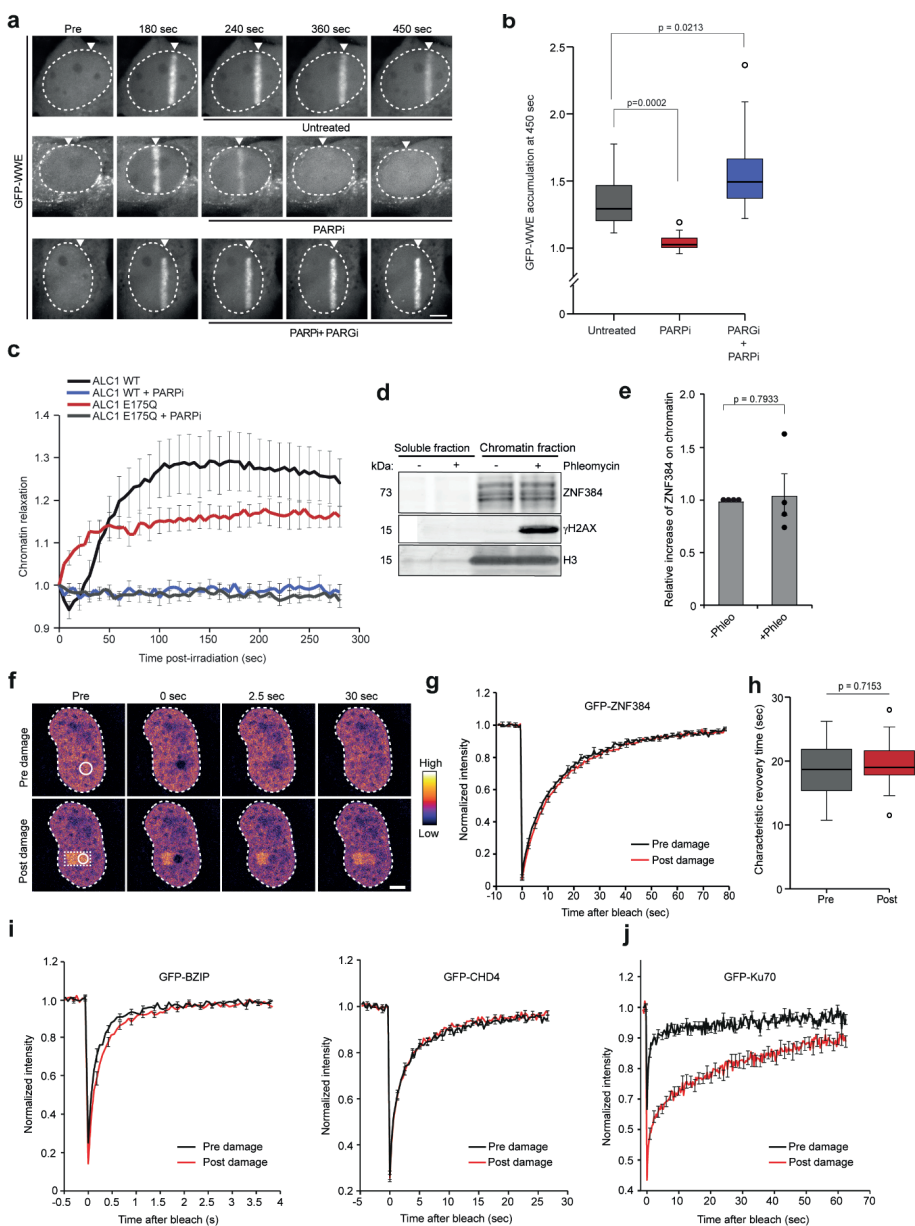 a
Pre 180 sec 240 sec 360 sec 450 sec
GFP-WWE
Untreated
PARPi
PARPi+ PARGi
b
GFP-WWE accumulation at 450 sec
p = 0.0213
p=0.0002
2.5
2.0
1.5
1.0
0
Untreated PARPi PARGi
+
PARPi
c
ALC1 WT
ALC1 WT + PARPi
ALC1 E175Q
ALC1 E175Q + PARPi
Chromatin relaxation
1.4
1.3
1.2
1.1
1.0
0.9
0 50 100 150 200 250 300
Time post-irradiation (sec)
d
Soluble fraction Chromatin fraction
kDa: - + - + Phleomycin
73 ZNF384
15 γH2AX
15 H3
e
p = 0.7933
Relative increase of ZNF384 on chromatin
2.0
1.5
1.0
0.5
0
-Phleo +Phleo
f
Pre 0 sec 2.5 sec 30 sec
Pre damage
Post damage
High
Low
g
GFP-ZNF384
Normalized intensity
1.4
1.2
1.0
0.8
0.6
0.4
0.2
0
-10 0 10 20 30 40 50 60 70 80
Pre damage
Post damage
Time after bleach (sec)
h
p = 0.7153
Characteristic revovery time (sec)
30
20
10
0
Pre Post
i
GFP-BZIP
Normalized intensity
1.2
1.0
0.8
0.6
0.4
0.2
0
-0.5 0 0.5 1 1.5 2 2.5 3 3.5 4
Pre damage
Post damage
Time after bleach (s)
GFP-CHD4
Normalized intensity
1.2
1.0
0.8
0.6
0.4
0.2
-5 0 5 10 15 20 25 30
Pre damage
Post damage
Time after bleach (sec)
j
GFP-Ku70
Normalized intensity
1.2
1.0
0.9
0.8
0.7
0.6
0.5
0.4
0 10 20 30 40 50 60 70
Pre damage
Post damage
Time after bleach (sec)